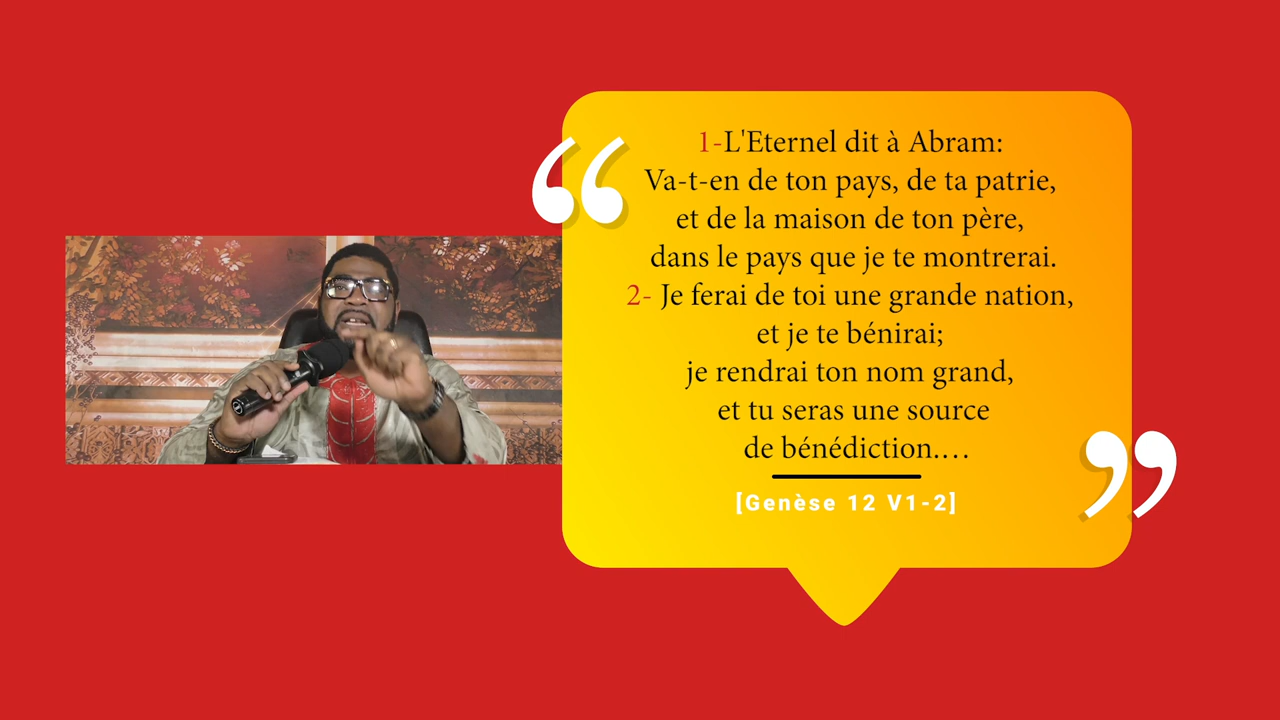 1-L'Eternel dit à Abram:
Va-t-en de ton pays, de ta patrie,
et de la maison de ton père,
dans le pays que je te montrerai.
2- Je ferai de toi une grande nation,
et je te bénirai;
je rendrai ton nom grand,
et tu seras une source
de bénédiction.…
[Genèse 12 V1-2]